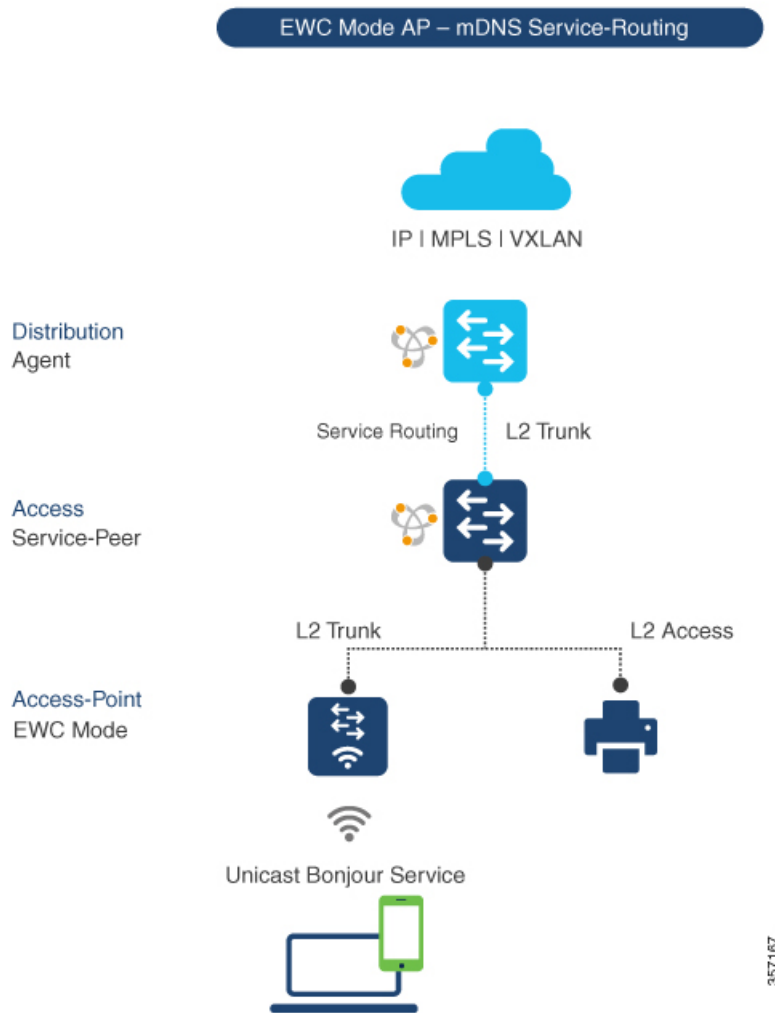 EWC Mode AP – mDNS Service-Routing
IP | MPLS | VXLAN
Distribution
Agent
Service Routing
L2 Trunk
Access
Service-Peer
L2 Trunk
L2 Access
Access-Point
EWC Mode
Unicast Bonjour Service
357167